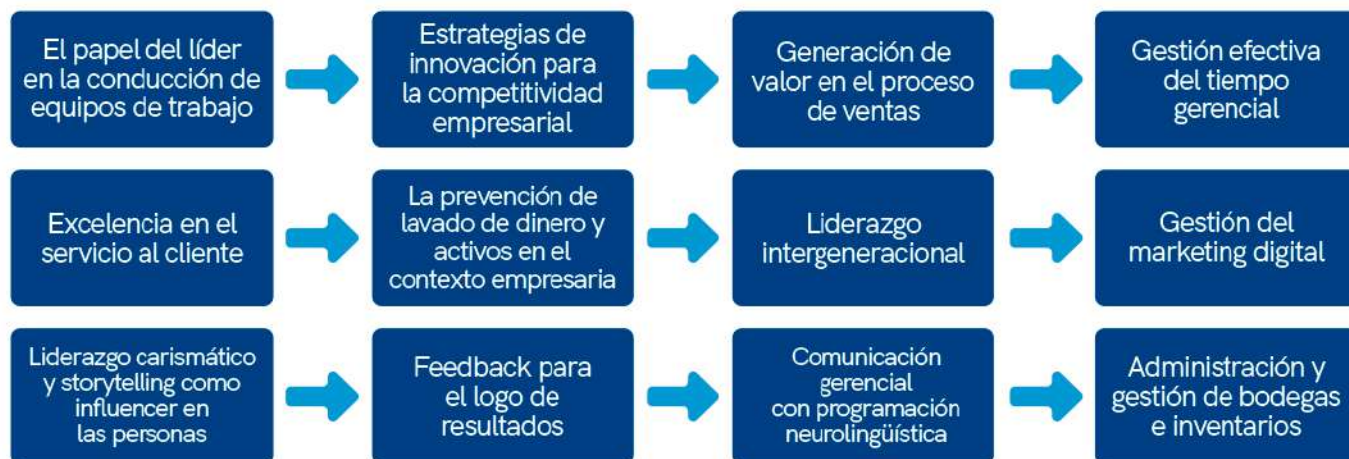 El papel del líder
en la conducción de
equipos de trabajo
Estrategias de
innovación para
la competitividad
empresarial
Generación de
valor en el proceso
de ventas
Gestión efectiva
del tiempo
gerencial
Excelencia en el
servicio al cliente
La prevención de
lavado de dinero y
activos en el
contexto empresaria
Liderazgo
intergeneracional
Gestión del
marketing digital
Liderazgo carismático
y storytelling como
influencer en
las personas
Feedback para
el logo de
resultados
Comunicación
gerencial
con programación
neurolingüística
Administración y
gestión de bodegas
e inventarios